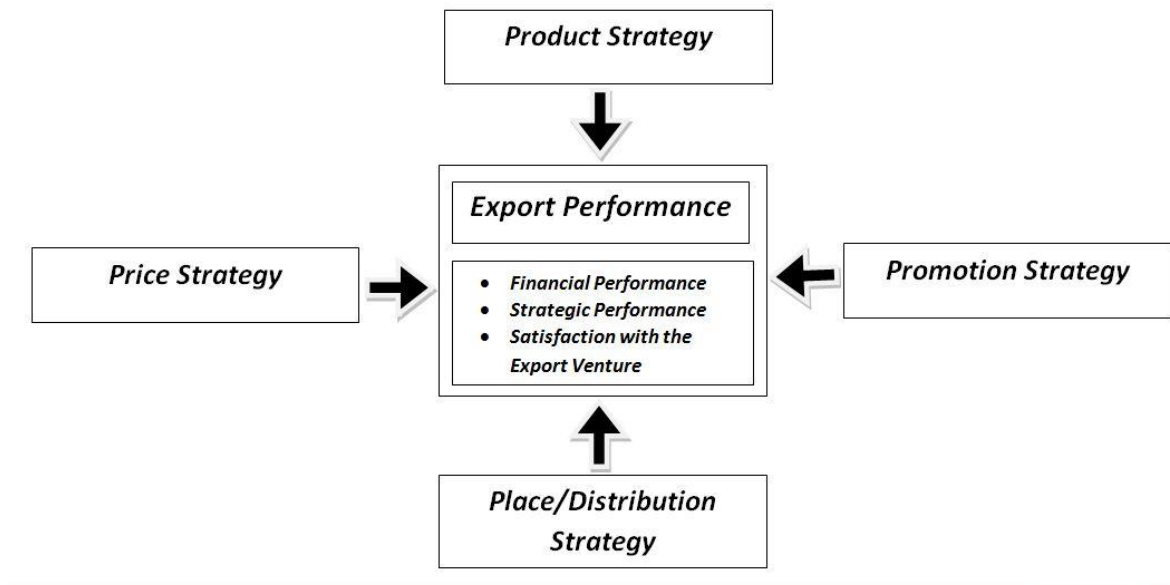 Product Strategy
Export Performance
Price Strategy
Promotion Strategy
• Financial Performance
• Strategic Performance
• Satisfaction with the
Export Venture
Place/Distribution
Strategy